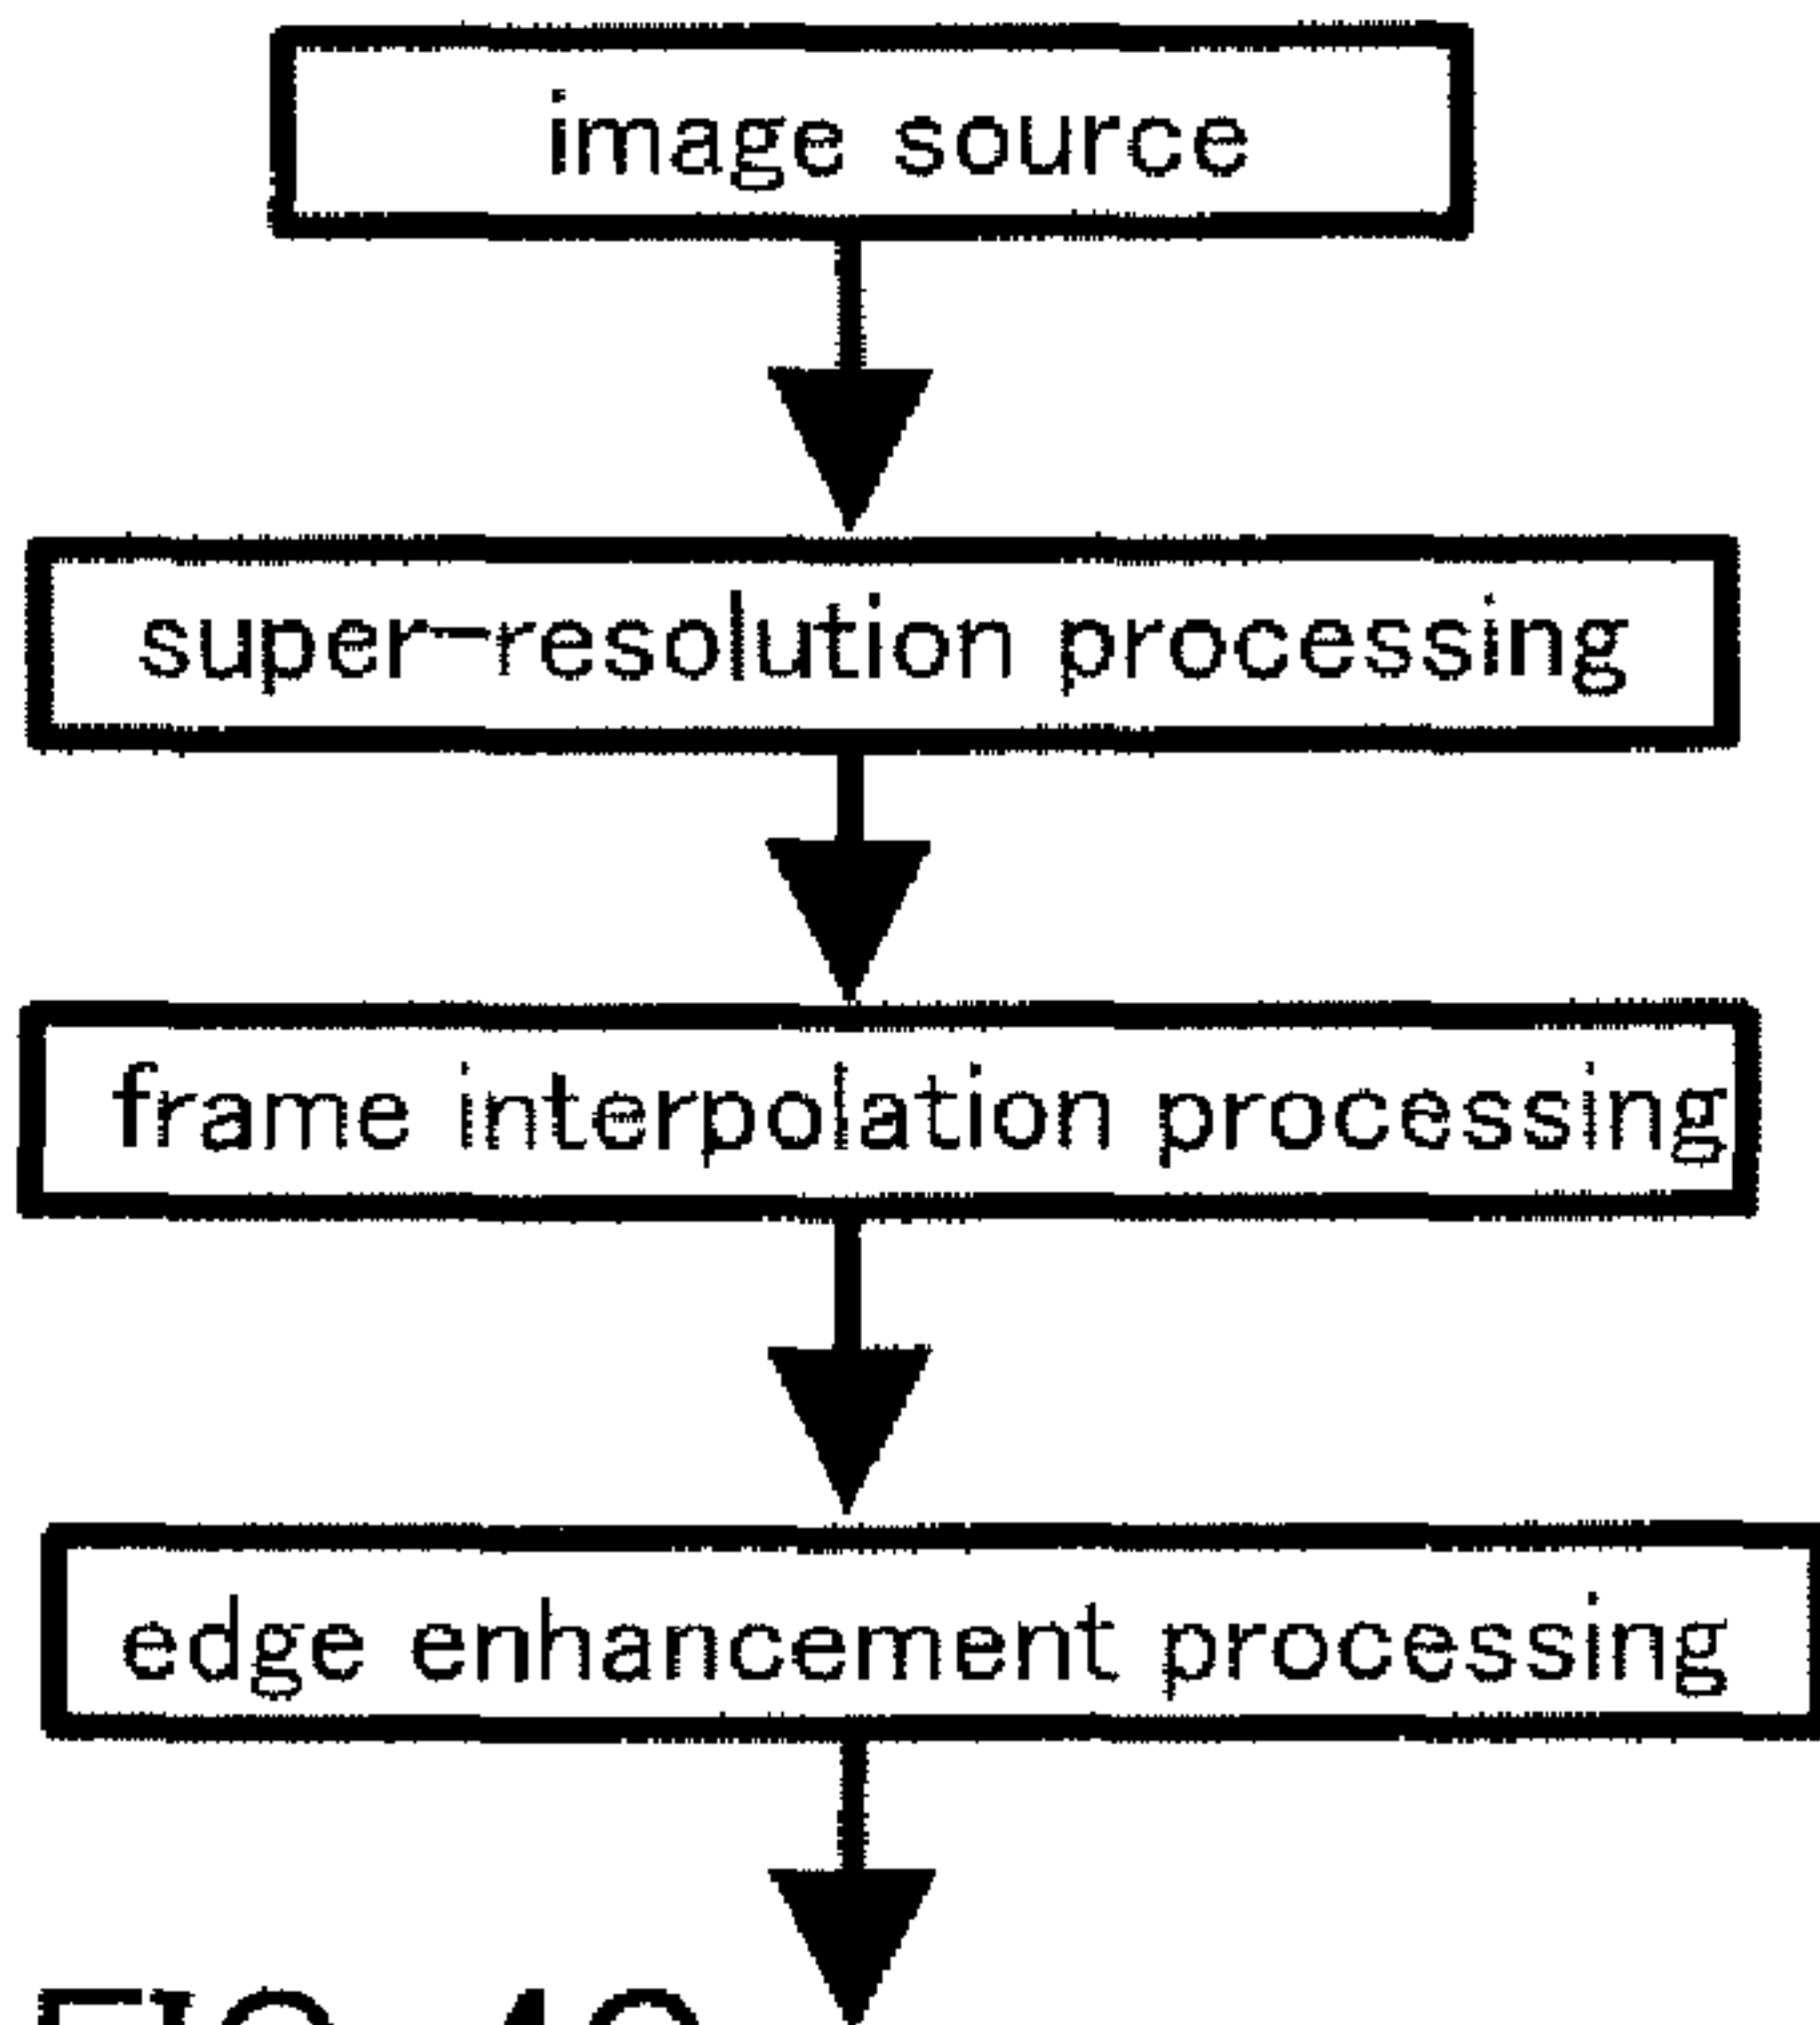 image source
super-resolution processing
frame interpolation processing
edge enhancement processing